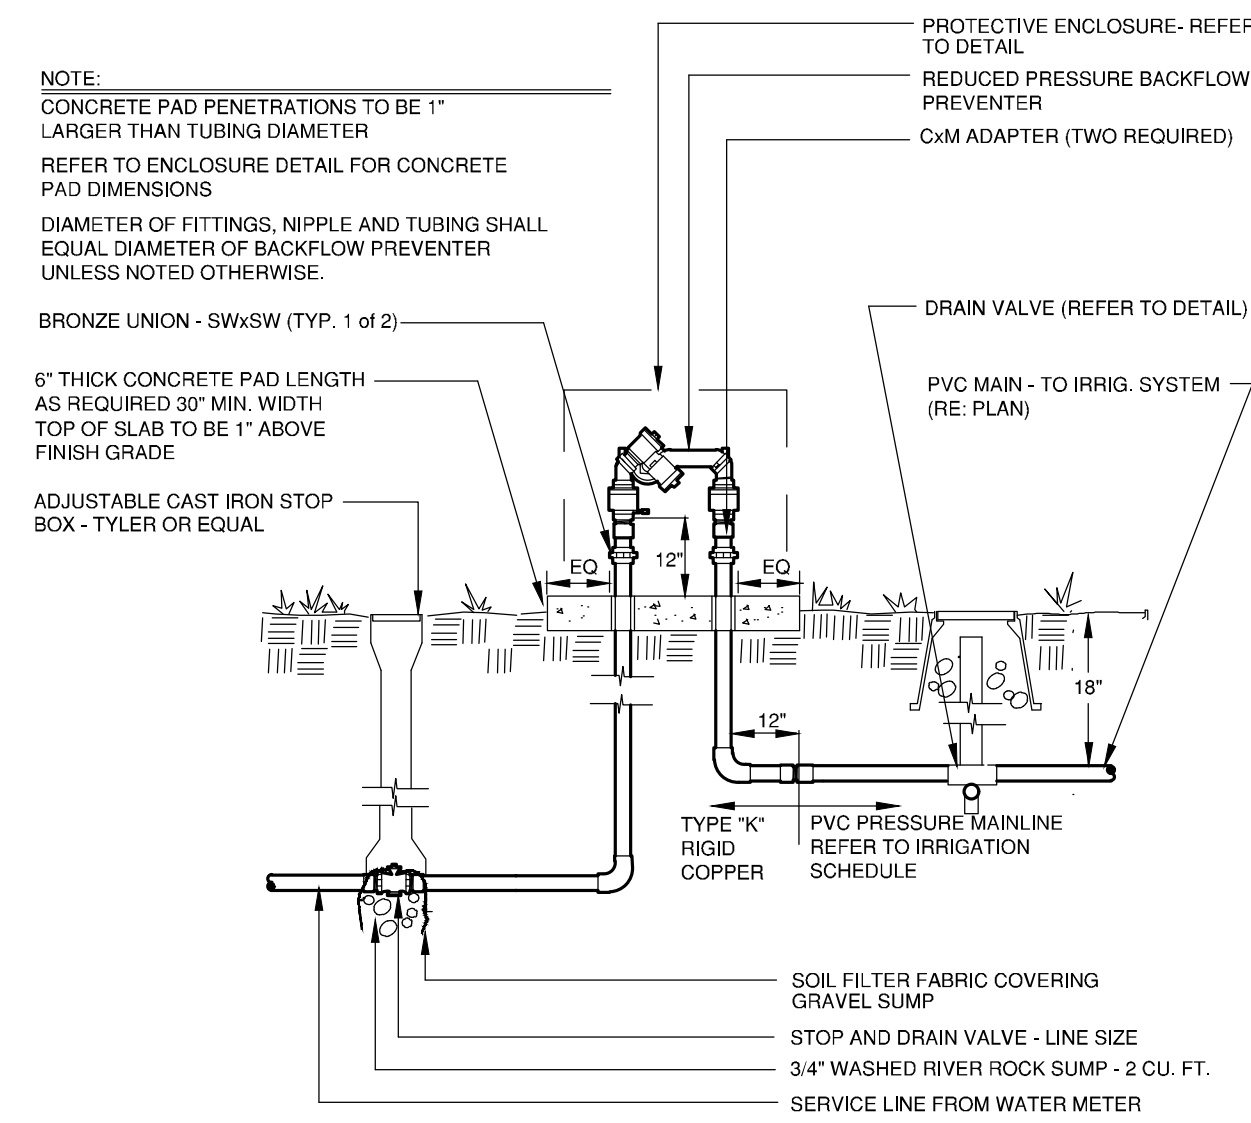 PROTECTIVE ENCLOSURE- REFER
TO DETAIL
NOTE:
REDUCED PRESSURE BACKFLOW
PREVENTER
CONCRETE PAD PENETRATIONS TO BE 1"
LARGER THAN TUBING DIAMETER
CxM ADAPTER (TWO REQUIRED)
REFER TO ENCLOSURE DETAIL FOR CONCRETE
PAD DIMENSIONS
DIAMETER OF FITTINGS, NIPPLE AND TUBING SHALL
EQUAL DIAMETER OF BACKFLOW PREVENTER
UNLESS NOTED OTHERWISE.
BRONZE UNION - SWxSW (TYP. 1 of 2)
DRAIN VALVE (REFER TO DETAIL)
6" THICK CONCRETE PAD LENGTH
AS REQUIRED 30" MIN. WIDTH
TOP OF SLAB TO BE 1" ABOVE
FINISH GRADE
PVC MAIN - TO IRRIG. SYSTEM
(RE: PLAN)
ADJUSTABLE CAST IRON STOP
BOX - TYLER OR EQUAL
EQ
12"
EQ
18"
12"
TYPE "K"
RIGID
COPPER
PVC PRESSURE MAINLINE
REFER TO IRRIGATION
SCHEDULE
SOIL FILTER FABRIC COVERING
GRAVEL SUMP
STOP AND DRAIN VALVE - LINE SIZE
3/4" WASHED RIVER ROCK SUMP - 2 CU. FT.
SERVICE LINE FROM WATER METER